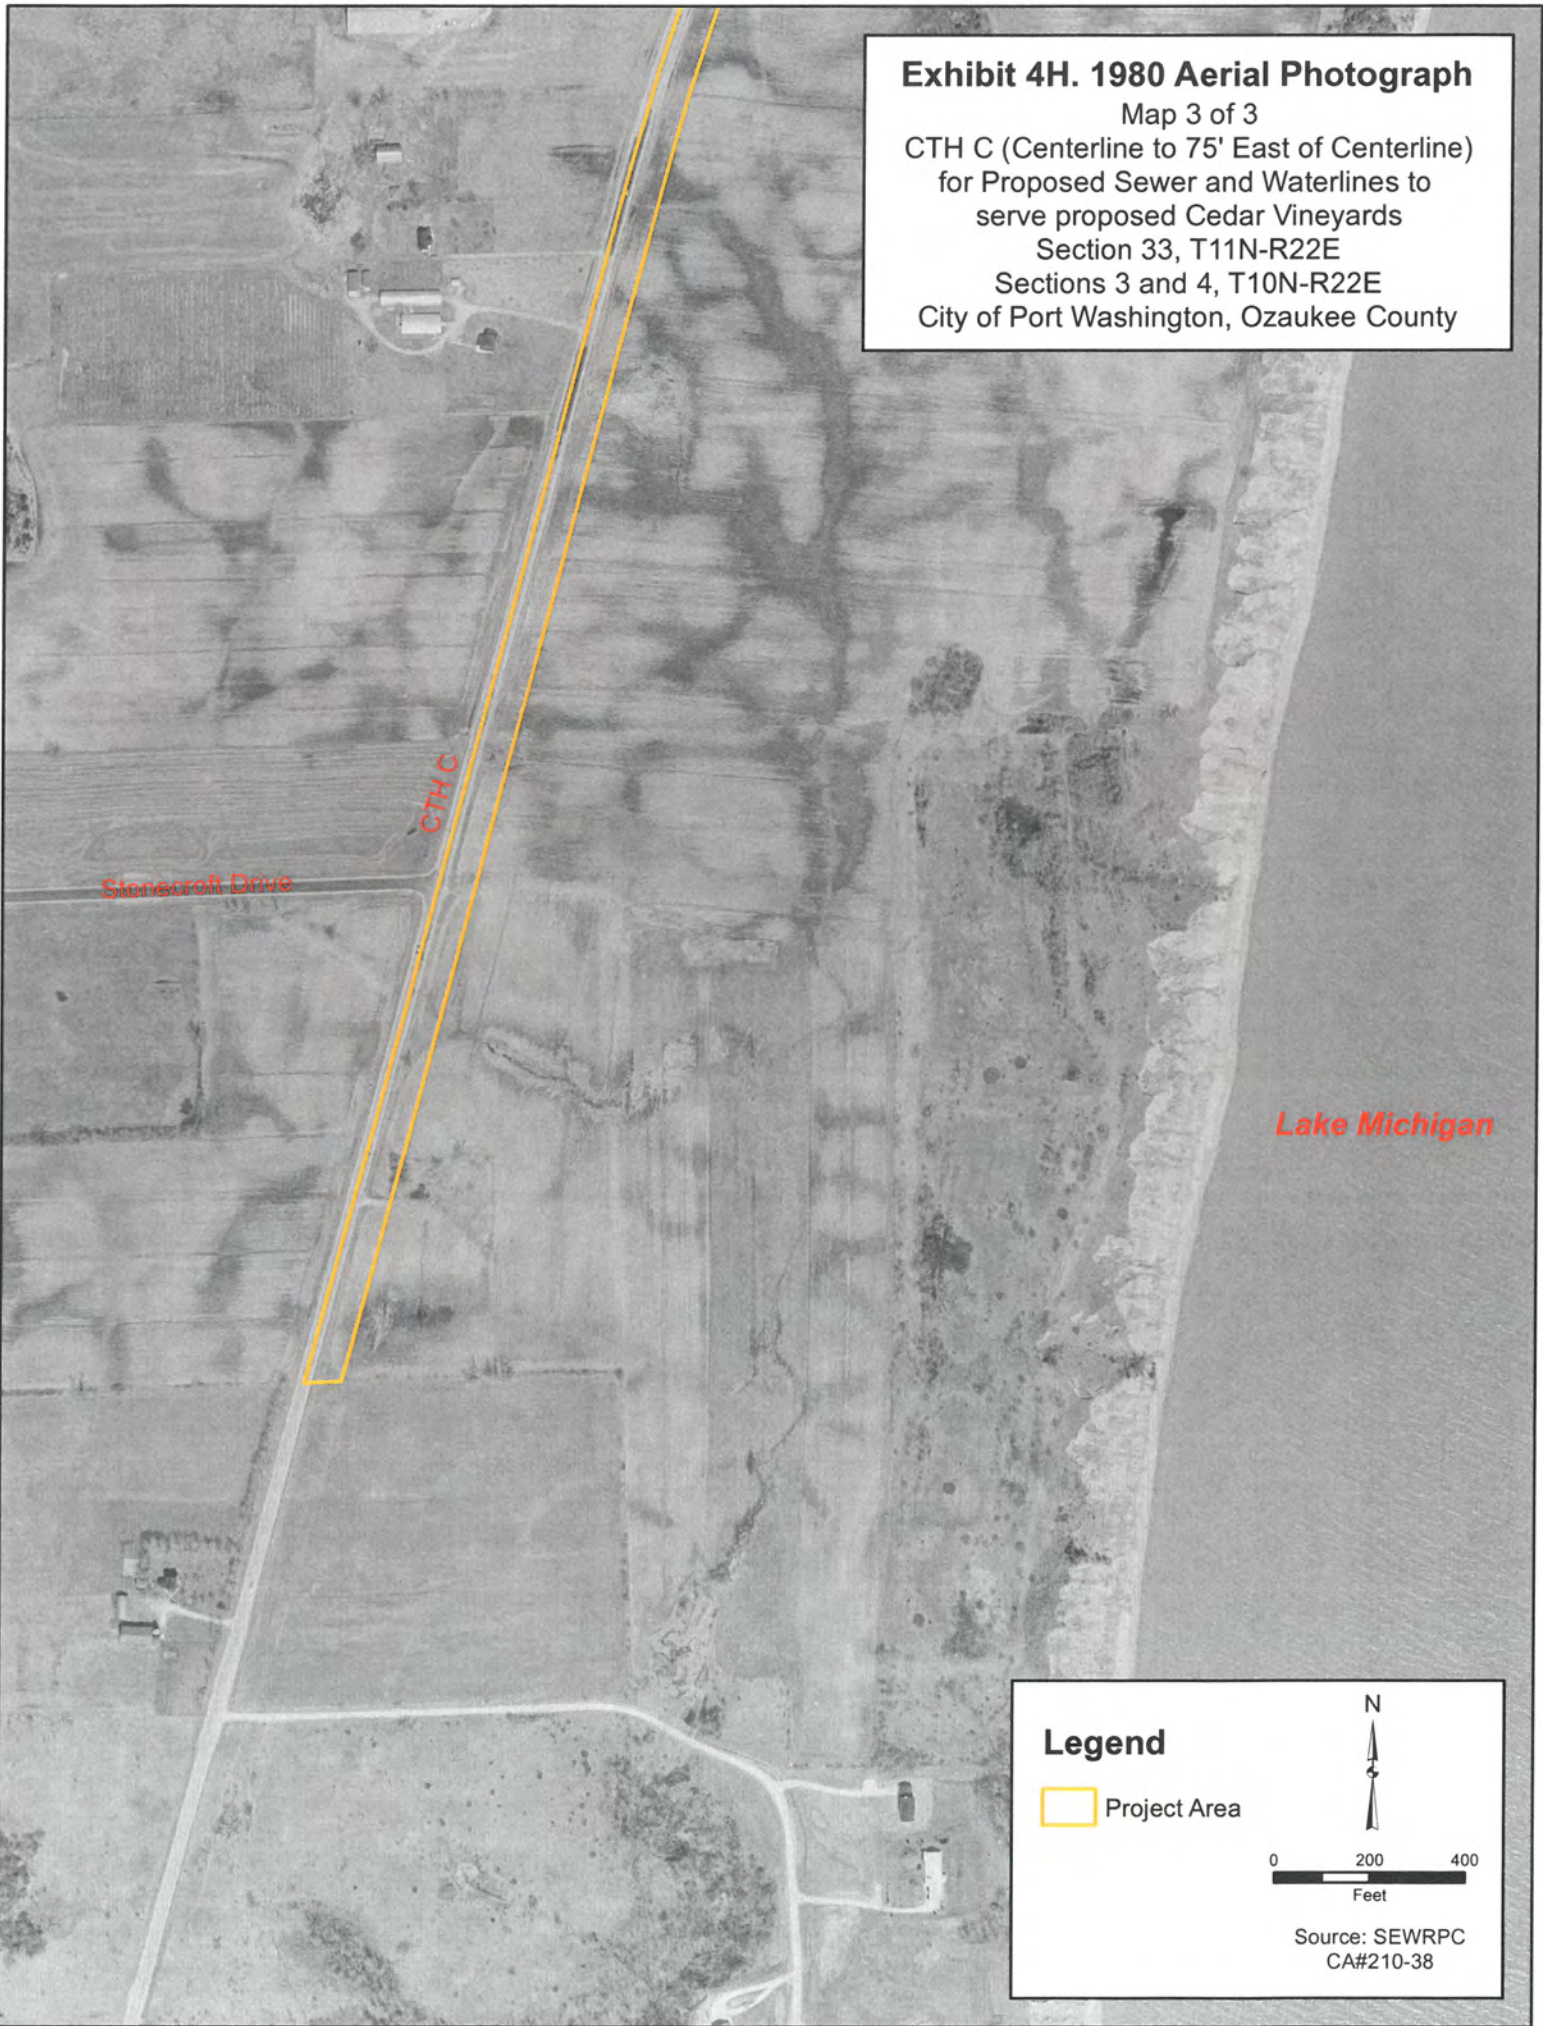 Exhibit 4H. 1980 Aerial Photograph
Map 3 of 3
CTH C (Centerline to 75' East of Centerline)
for Proposed Sewer and Waterlines to
serve proposed Cedar Vineyards
Section 33, T11N-R22E
Sections 3 and 4, T10N-R22E
City of Port Washington, Ozaukee County
CTH C
Stonecroft Drive
Lake Michigan
Legend
Project Area
N
0 200 400
Feet
Source: SEWRPC
CA#210-38